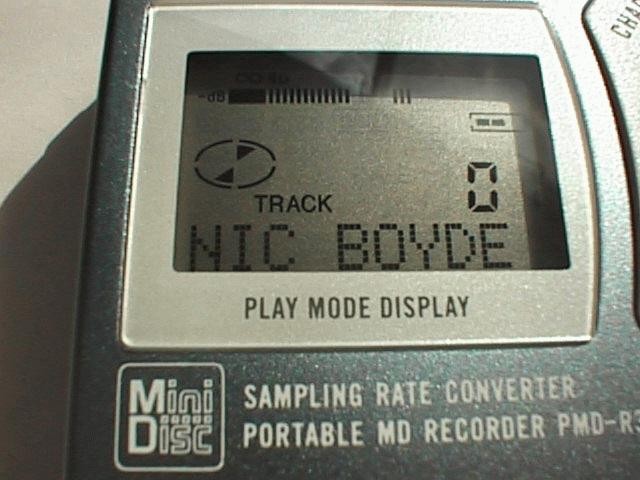 -dB
TRACK 0
NIC BOYDE
PLAY MODE DISPLAY
Mini Disc
SAMPLING RATE CONVERTER
PORTABLE MD RECORDER PMD-R3